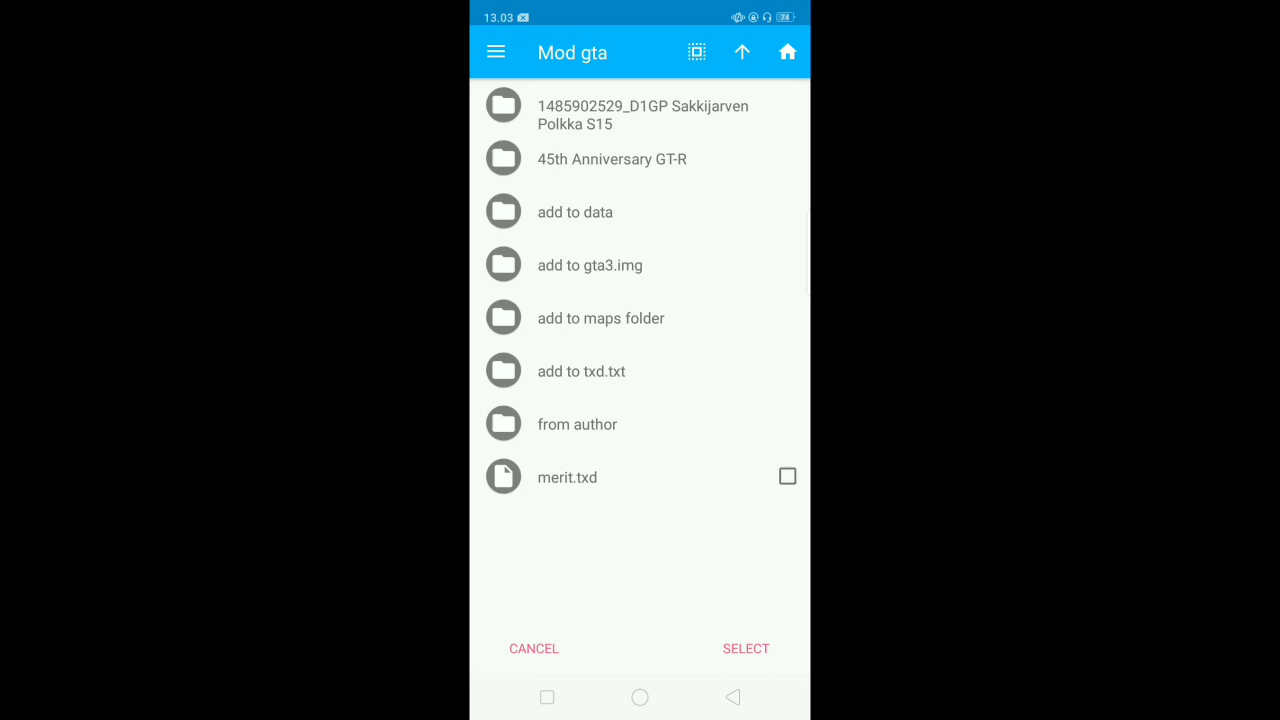 13.03
74
Mod gta
1485902529_D1GP Sakkijarven
Polkka S15
45th Anniversary GT-R
add to data
add to gta3.img
add to maps folder
add to txd.txt
from author
merit.txd
CANCEL
SELECT